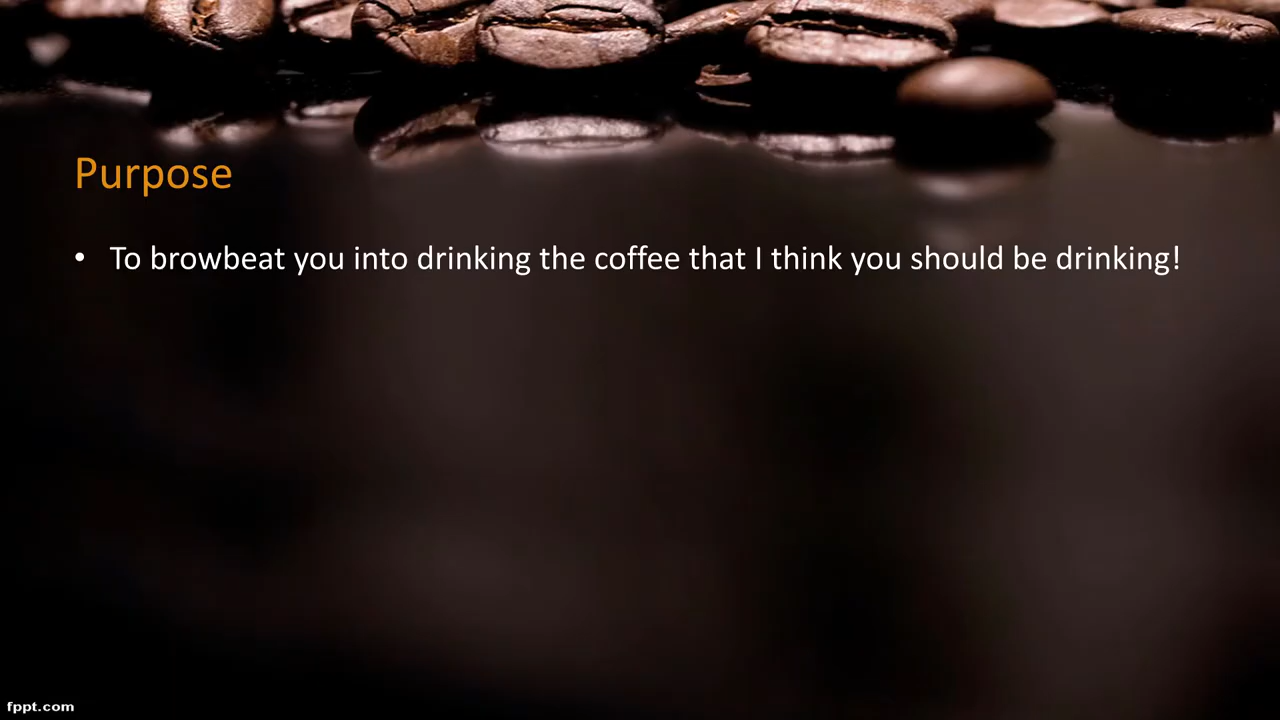 Purpose
• To browbeat you into drinking the coffee that I think you should be drinking!
fppt.com